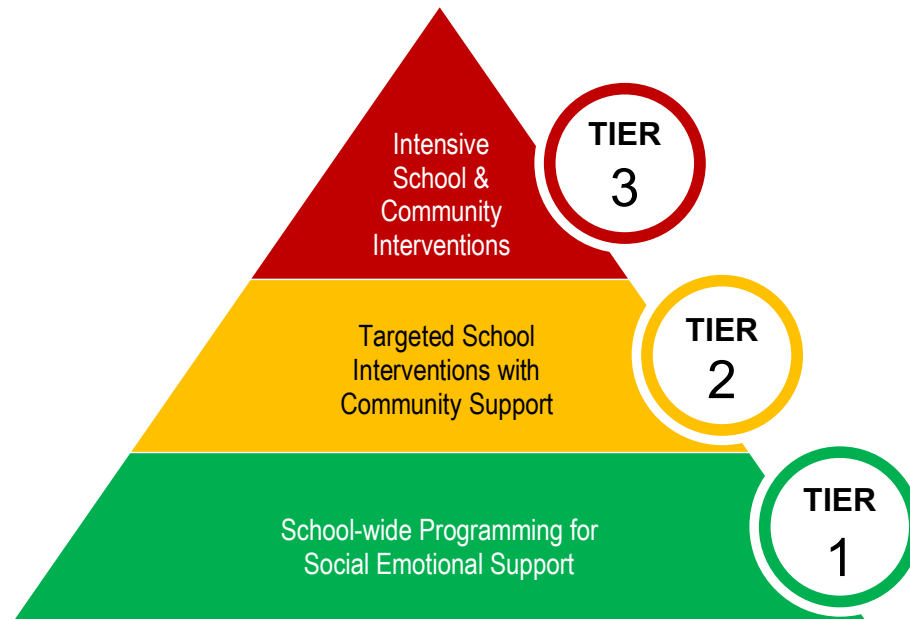 Intensive
School &
Community
Interventions
TIER
3
Targeted School
Interventions with
Community Support
TIER
2
School-wide Programming for
Social Emotional Support
TIER
1